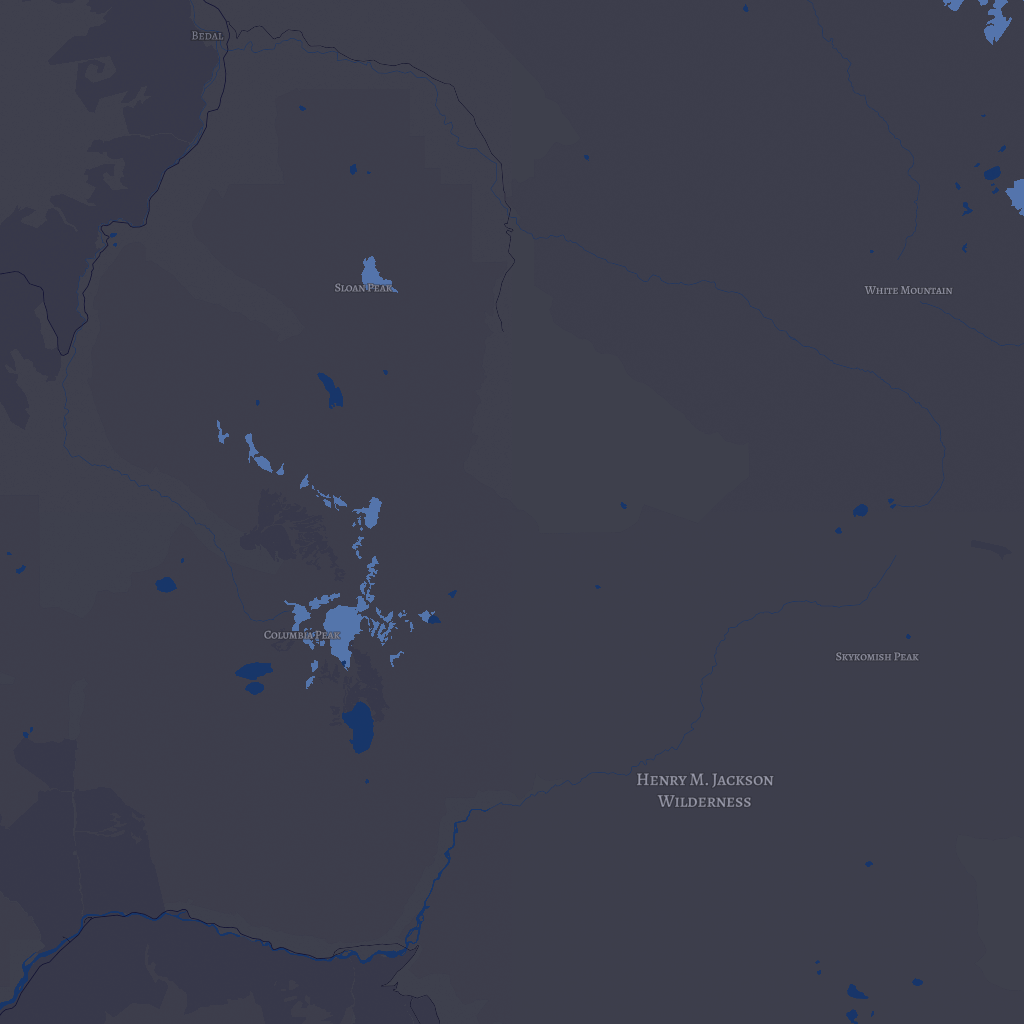 Bedal
Sloan Peak
White Mountain
Columbia Peak
Skykomish Peak
Henry M. Jackson
Wilderness